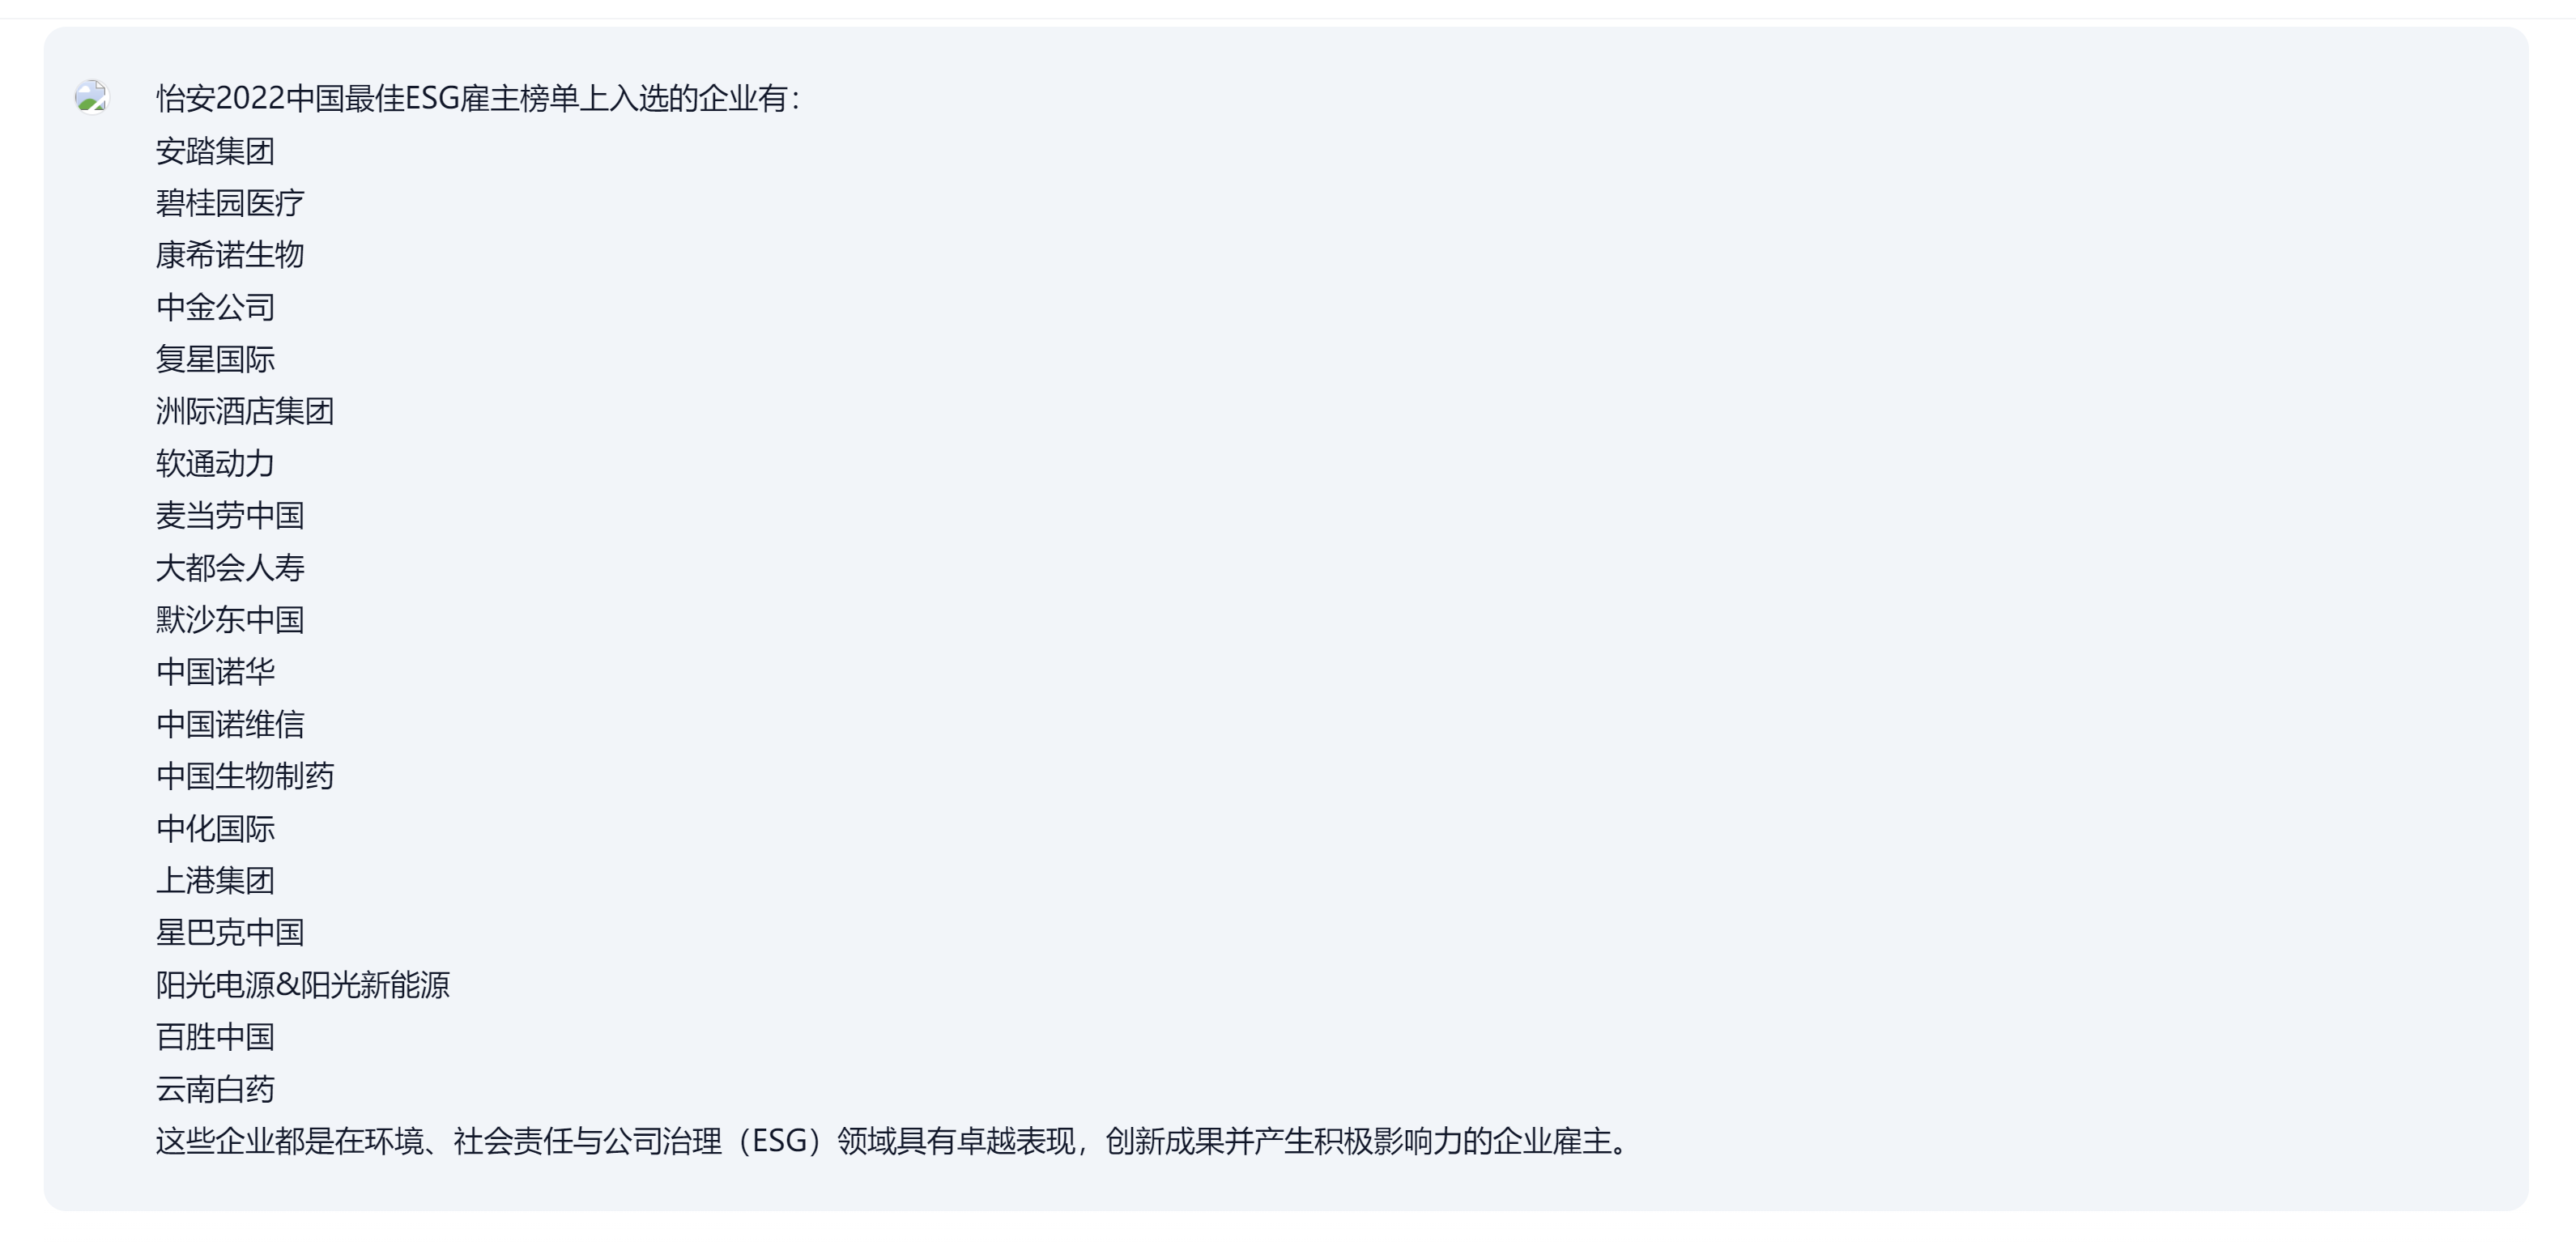 怡安2022中国最佳ESG雇主榜单上入选的企业有：
安踏集团
碧桂园医疗
康希诺生物
中金公司
复星国际
洲际酒店集团
软通动力
麦当劳中国
大都会人寿
默沙东中国
中国诺华
中国诺维信
中国生物制药
中化国际
上港集团
星巴克中国
阳光电源&阳光新能源
百胜中国
云南白药
这些企业都是在环境、社会责任与公司治理（ESG）领域具有卓越表现，创新成果并产生积极影响力的企业雇主。